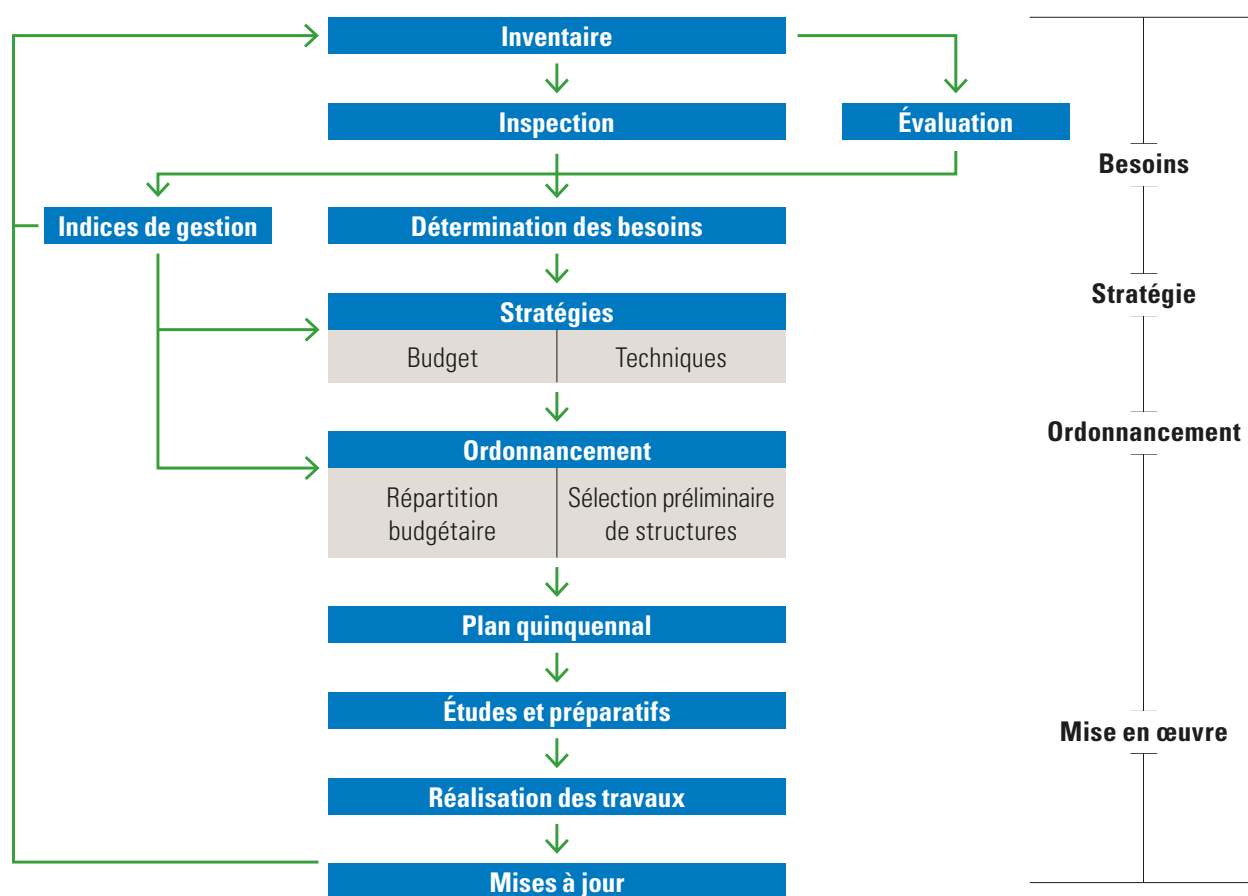 Inventaire
Inspection
Évaluation
Besoins
Indices de gestion
Détermination des besoins
Stratégies
Stratégie
Budget
Techniques
Ordonnancement
Ordonnancement
Répartition
budgétaire
Sélection préliminaire
de structures
Plan quinquennal
Études et préparatifs
Mise en œuvre
Réalisation des travaux
Mises à jour